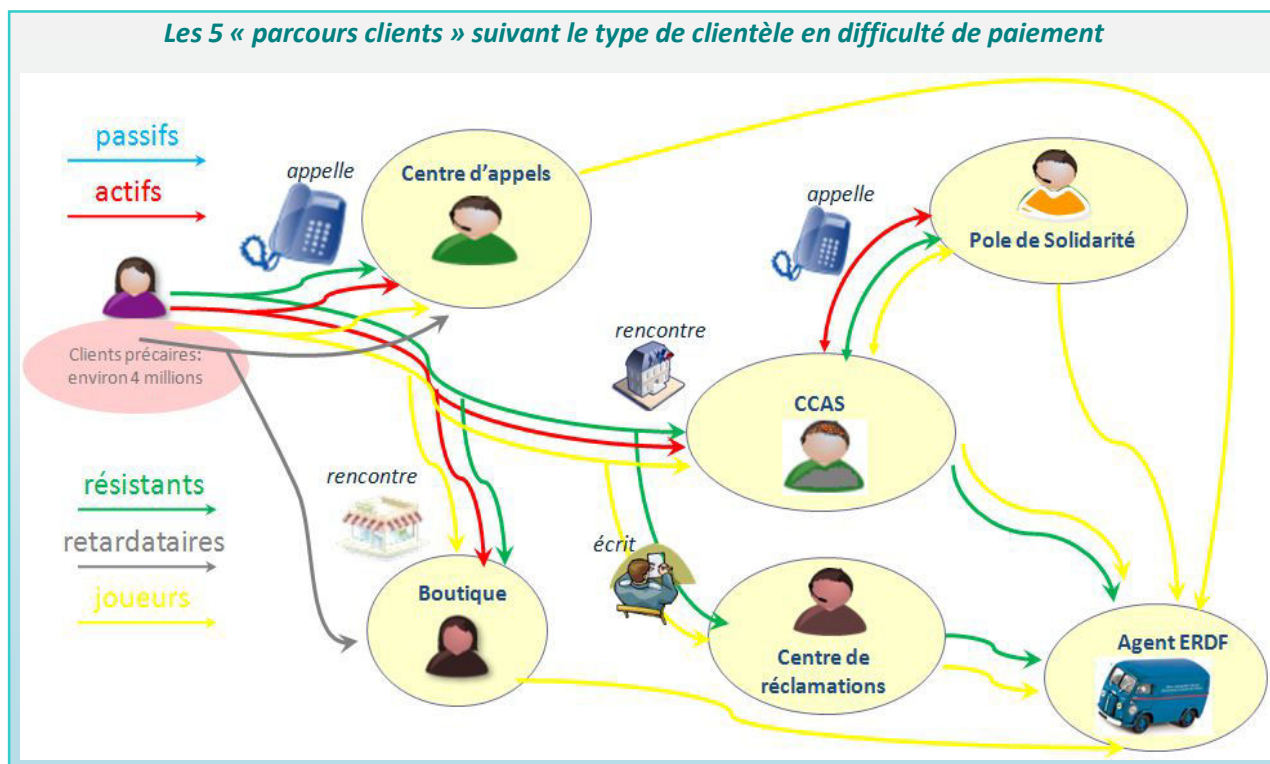 Les 5 « parcours clients » suivant le type de clientèle en difficulté de paiement
passifs
actifs
appelle
Centre d'appels
appelle
Pole de Solidarité
Clients précaires:
environ 4 millions
rencontre
CCAS
résistants
retardataires
joueurs
rencontre
Boutique
écrit
Centre de
réclamations
Agent ERDF